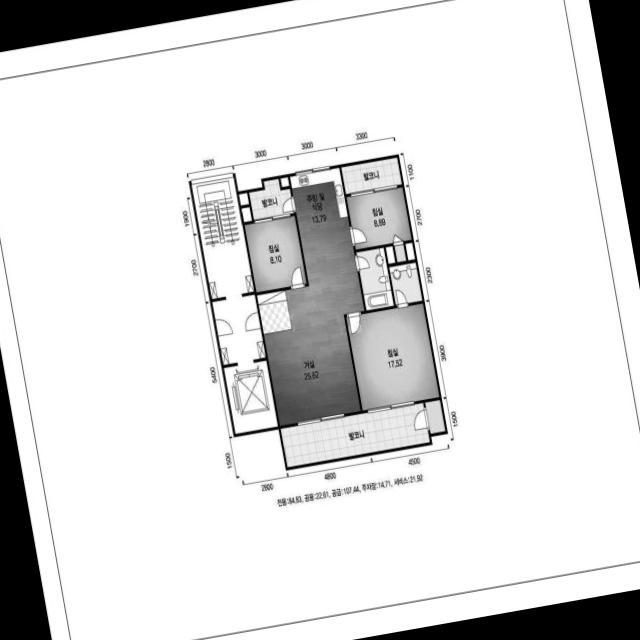 2800 3000 3000 3300
1100
발코니
발코니
주방 및
식당
13.79
침실
8.89
1900
2700
침실
8.10
2700
2300
5400
거실
25.62
침실
17.52
3900
발코니
1500
1500
2800 4800 4500
전용:84.83, 공용:22.61, 공급:107.44, 주차장:14.71, 서비스:21.92